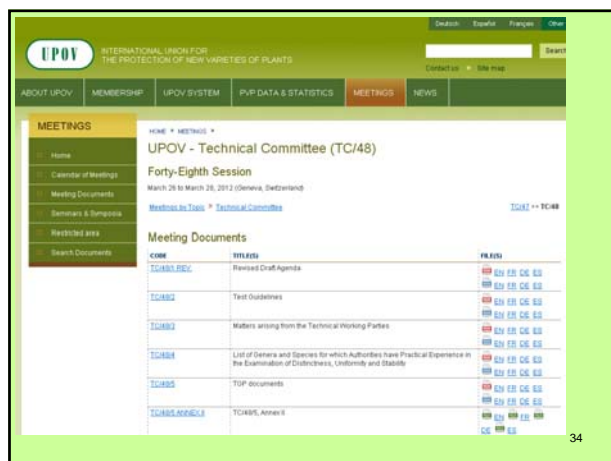 Deutsch Español Français Other
UPOV
INTERNATIONAL UNION FOR
THE PROTECTION OF NEW VARIETIES OF PLANTS
Search
Contact us Site map
ABOUT UPOV MEMBERSHIP UPOV SYSTEM PVP DATA & STATISTICS MEETINGS NEWS
MEETINGS
Home
Calendar of Meetings
Meeting Documents
Seminars & Symposia
Restricted area
Search Documents
HOME MEETINGS
UPOV - Technical Committee (TC/48)
Forty-Eighth Session
March 26 to March 28, 2012 (Geneva, Switzerland)
Meetings by Topic Technical Committee
TC/47 TC/48
Meeting Documents
CODE TITLE(S) FILE(S)
TC/48/1 REV. Revised Draft Agenda EN FR DE ES
EN FR DE ES
TC/48/2 Test Guidelines EN FR DE ES
EN FR DE ES
TC/48/3 Matters arising from the Technical Working Parties EN FR DE ES
EN FR DE ES
TC/48/4 List of Genera and Species for which Authorities have Practical Experience in EN FR DE ES
the Examination of Distinctness, Uniformity and Stability EN FR DE ES
TC/48/5 TGP documents EN FR DE ES
EN FR DE ES
TC/48/5 ANNEX II TC/48/5, Annex II EN FR
DE ES
34